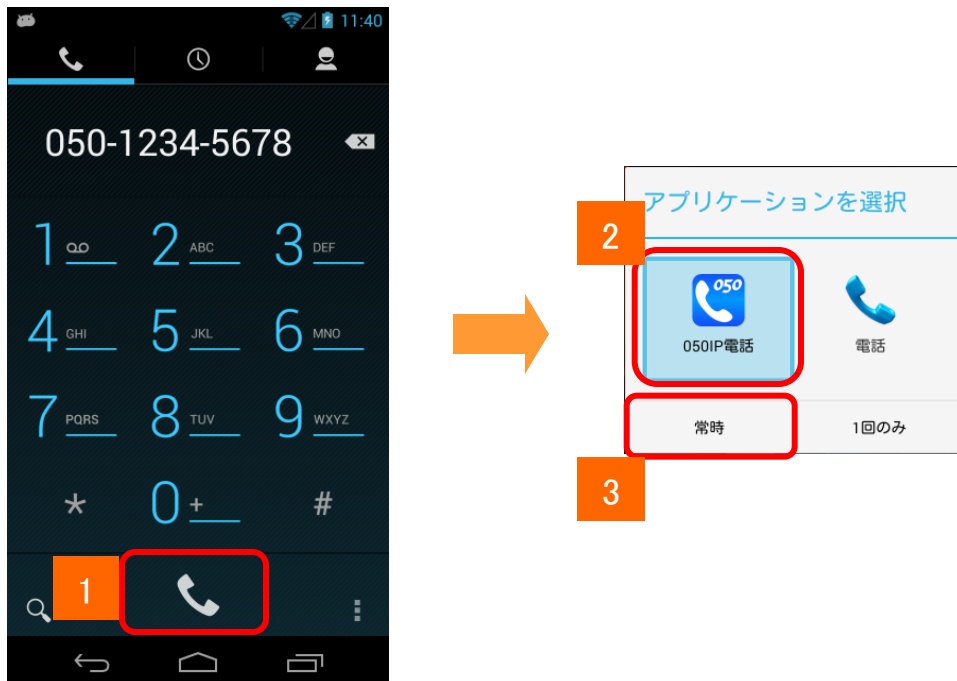 11:40
050-1234-5678
1 2 ABC 3 DEF
4 GHI 5 JKL 6 MNO
7 PQRS 8 TUV 9 WXYZ
* 0 + #
1
アプリケーションを選択
2
050
050IP電話 電話
常時 1回のみ
3